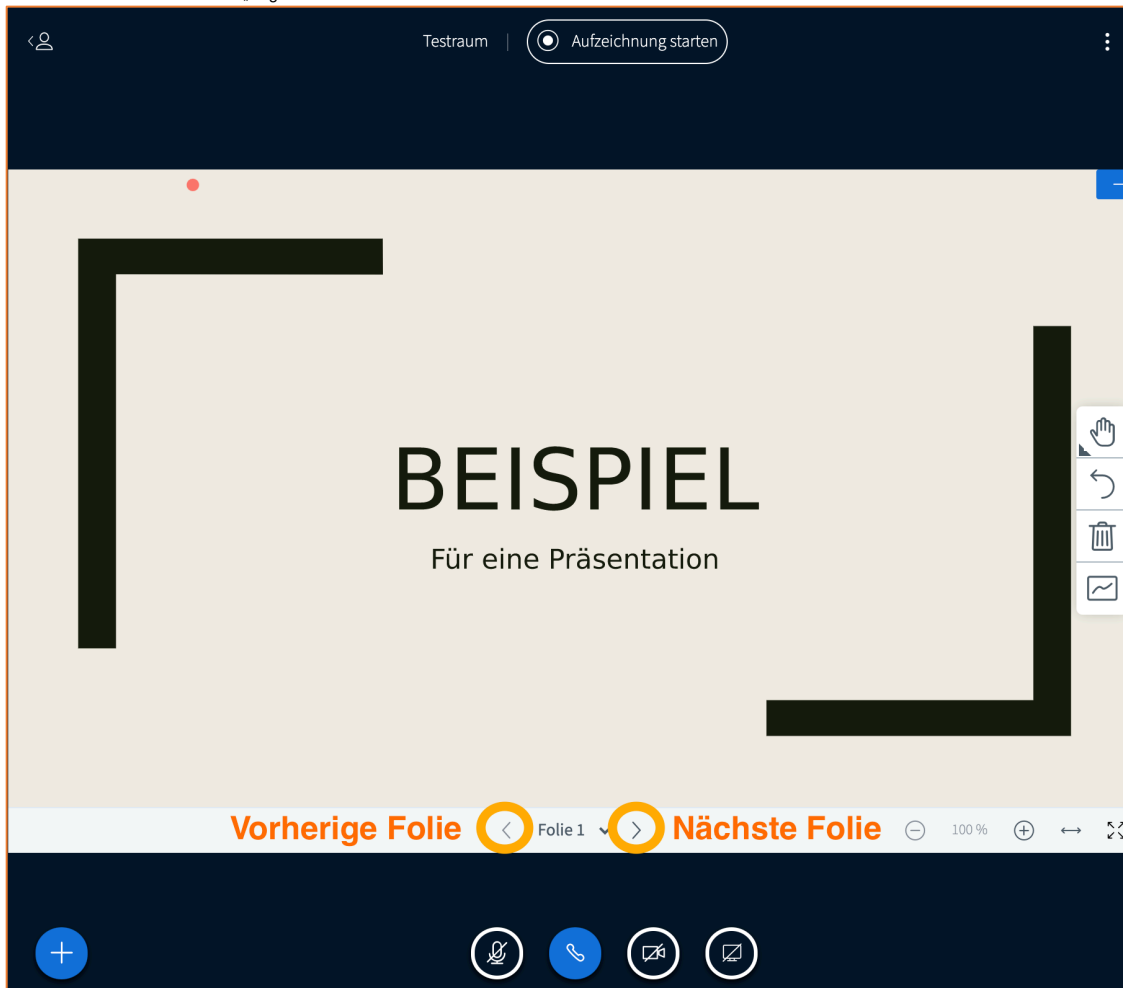 Testraum | Aufzeichnung starten
BEISPIEL
Für eine Präsentation
Vorherige Folie Folie 1 Nächste Folie 100 %